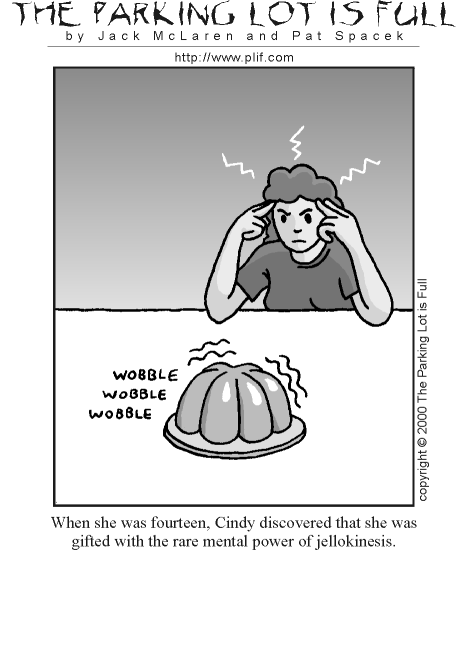 THE PARKING LOT IS FULL
by Jack McLaren and Pat Spacek
http://www.plif.com
WOBBLE
WOBBLE
WOBBLE
copyright © 2000 The Parking Lot is Full
When she was fourteen, Cindy discovered that she was
gifted with the rare mental power of jellokinesis.